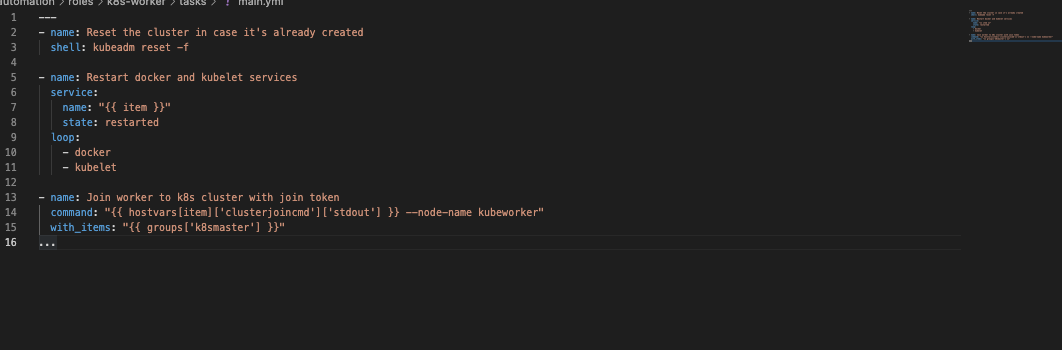 automation > roles > k8s-worker > tasks > ! main.yml
1 ---
2 - name: Reset the cluster in case it's already created
3   shell: kubeadm reset -f
4
5 - name: Restart docker and kubelet services
6   service:
7     name: "{{ item }}"
8     state: restarted
9   loop:
10     - docker
11     - kubelet
12
13 - name: Join worker to k8s cluster with join token
14   command: "{{ hostvars[item]['clusterjoincmd']['stdout'] }} --node-name kubeworker"
15   with_items: "{{ groups['k8smaster'] }}"
16 ...